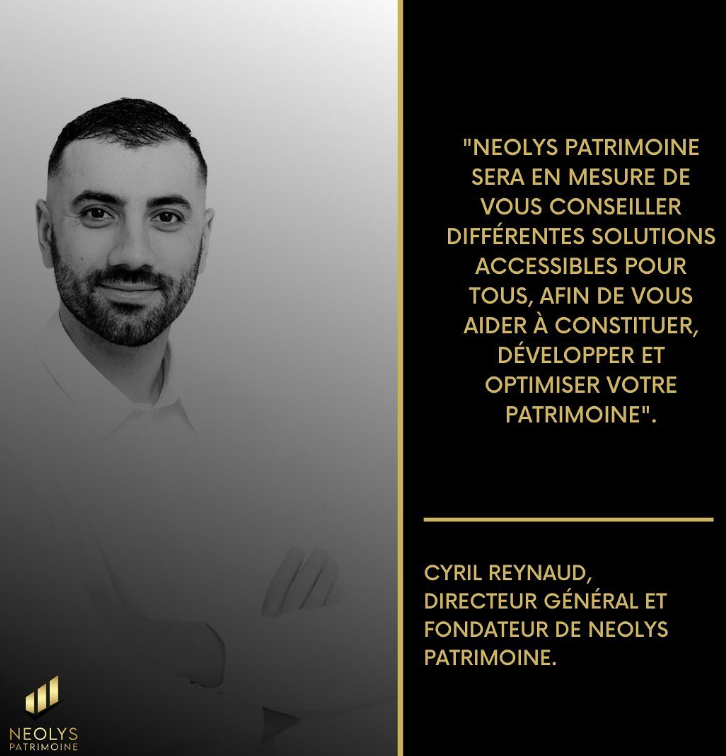 "NEOLYS PATRIMOINE
SERA EN MESURE DE
VOUS CONSEILLER
DIFFÉRENTES SOLUTIONS
ACCESSIBLES POUR
TOUS, AFIN DE VOUS
AIDER À CONSTITUER,
DÉVELOPPER ET
OPTIMISER VOTRE
PATRIMOINE".
CYRIL REYNAUD,
DIRECTEUR GÉNÉRAL ET
FONDATEUR DE NEOLYS
PATRIMOINE.
NEOLYS
PATRIMOINE